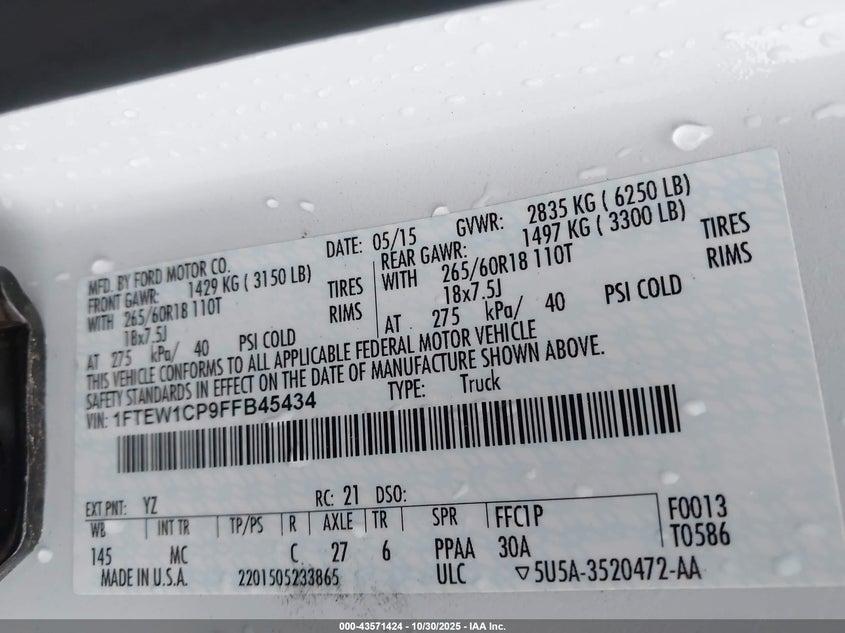 MFD. BY FORD MOTOR CO.
DATE: 05/15
GVWR: 2835 KG ( 6250 LB)
FRONT GAWR: 1429 KG ( 3150 LB)
REAR GAWR: 1497 KG ( 3300 LB)
WITH 265/60R18 110T TIRES
WITH 265/60R18 110T TIRES
18x7.5J RIMS
18x7.5J RIMS
AT 275 kPa/ 40 PSI COLD
AT 275 kPa/ 40 PSI COLD
THIS VEHICLE CONFORMS TO ALL APPLICABLE FEDERAL MOTOR VEHICLE
SAFETY STANDARDS IN EFFECT ON THE DATE OF MANUFACTURE SHOWN ABOVE.
VIN: 1FTEW1CP9FFB45434
TYPE: Truck
EXT PNT: YZ RC: 21 DSO:
WB INT TR TP/PS R AXLE TR SPR FFC1P F0013
145 MC C 27 6 PPAA 30A T0586
MADE IN U.S.A. 2201505233865 ULC ▽5U5A-3520472-AA
000-43571424 | 10/30/2025 - IAA Inc.